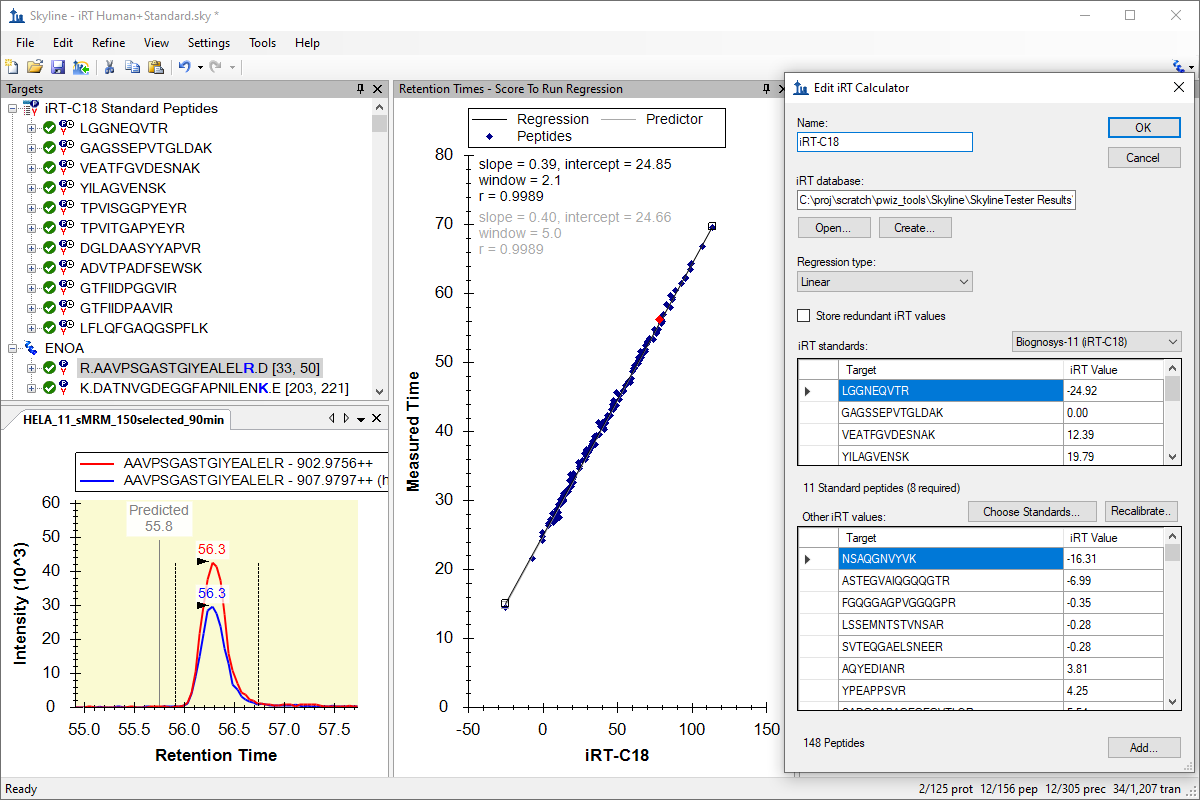 Skyline - iRT Human+Standard.sky *
File Edit Refine View Settings Tools Help
Targets
iRT-C18 Standard Peptides
LGGNEQVTR
GAGSSEPVTGLDAK
VEATFGVDESNAK
YILAGVENSK
TPVISGGPYEYR
TPVITGAPYEYR
DGLDAASYYAPVR
ADVTPADFSEWSK
GTFIIDPGGVIR
GTFIIDPAAVIR
LFLQFGAQGSPFLK
ENOA
R.AAVPSGASTGIYEALELR.D [33, 50]
K.DATNVGDEGGFAPNILENK.E [203, 221]
HELA_11_sMRM_150selected_90min
AAVPSGASTGIYEALELR - 902.9756++
AAVPSGASTGIYEALELR - 907.9797++ (h
Predicted
55.8
56.3
56.3
60
50
40
30
20
10
0
Intensity (10^3)
55.0 55.5 56.0 56.5 57.0 57.5
Retention Time
Retention Times - Score To Run Regression
Regression Predictor
Peptides
slope = 0.39, intercept = 24.85
window = 2.1
r = 0.9989
slope = 0.40, intercept = 24.66
window = 5.0
r = 0.9989
80
70
60
50
40
30
20
10
0
Measured Time
-50 0 50 100 150
iRT-C18
Edit iRT Calculator
Name:
iRT-C18
OK
Cancel
iRT database:
C:\proj\scratch\pwiz_tools\Skyline\SkylineTester Results
Open... Create...
Regression type:
Linear
Store redundant iRT values
iRT standards:
Biognosys-11 (iRT-C18)
Target iRT Value
LGGNEQVTR -24.92
GAGSSEPVTGLDAK 0.00
VEATFGVDESNAK 12.39
YILAGVENSK 19.79
11 Standard peptides (8 required)
Choose Standards... Recalibrate..
Other iRT values:
Target iRT Value
NSAQGNVYVK -16.31
ASTEGVAIQGQQGTR -6.99
FGQGGAGPVGGQGPR -0.35
LSSEMNTSTVNSAR -0.28
SVTEQGAELSNEER -0.28
AQYEDIANR 3.81
YPEAPPSVR 4.25
148 Peptides
Add...
Ready
2/125 prot 12/156 pep 12/305 prec 34/1,207 tran